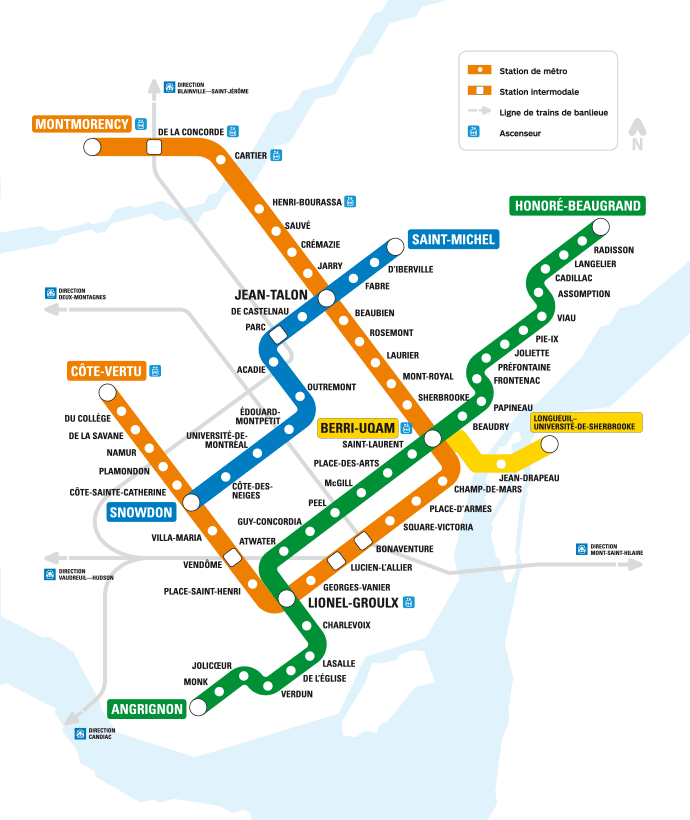 Station de métro
Station intermodale
Ligne de trains de banlieue
Ascenseur
N
DIRECTION
BLAINVILLE—SAINT-JÉRÔME
MONTMORENCY
DE LA CONCORDE
CARTIER
HENRI-BOURASSA
SAUVÉ
CRÉMAZIE
JARRY
HONORÉ-BEAUGRAND
RADISSON
LANGELIER
CADILLAC
ASSOMPTION
VIAU
PIE-IX
JOLIETTE
PRÉFONTAINE
FRONTENAC
PAPINEAU
BEAUDRY
SAINT-MICHEL
D'IBERVILLE
FABRE
JEAN-TALON
DE CASTELNAU
PARC
ACADIE
OUTREMONT
ÉDOUARD-
MONTPETIT
UNIVERSITÉ-DE-
MONTRÉAL
CÔTE-DES-
NEIGES
BEAUBIEN
ROSEMONT
LAURIER
MONT-ROYAL
SHERBROOKE
DIRECTION
DEUX-MONTAGNES
CÔTE-VERTU
DU COLLÈGE
DE LA SAVANE
NAMUR
PLAMONDON
CÔTE-SAINTE-CATHERINE
SNOWDON
VILLA-MARIA
VENDÔME
PLACE-SAINT-HENRI
BERRI-UQAM
SAINT-LAURENT
PLACE-DES-ARTS
McGILL
PEEL
GUY-CONCORDIA
ATWATER
LONGUEUIL–
UNIVERSITÉ-DE-SHERBROOKE
JEAN-DRAPEAU
CHAMP-DE-MARS
PLACE-D'ARMES
SQUARE-VICTORIA
BONAVENTURE
LUCIEN-L'ALLIER
GEORGES-VANIER
LIONEL-GROULX
DIRECTION
MONT-SAINT-HILAIRE
DIRECTION
VAUDREUIL—HUDSON
CHARLEVOIX
LASALLE
DE L'ÉGLISE
VERDUN
JOLICŒUR
MONK
ANGRIGNON
DIRECTION
CANDIAC